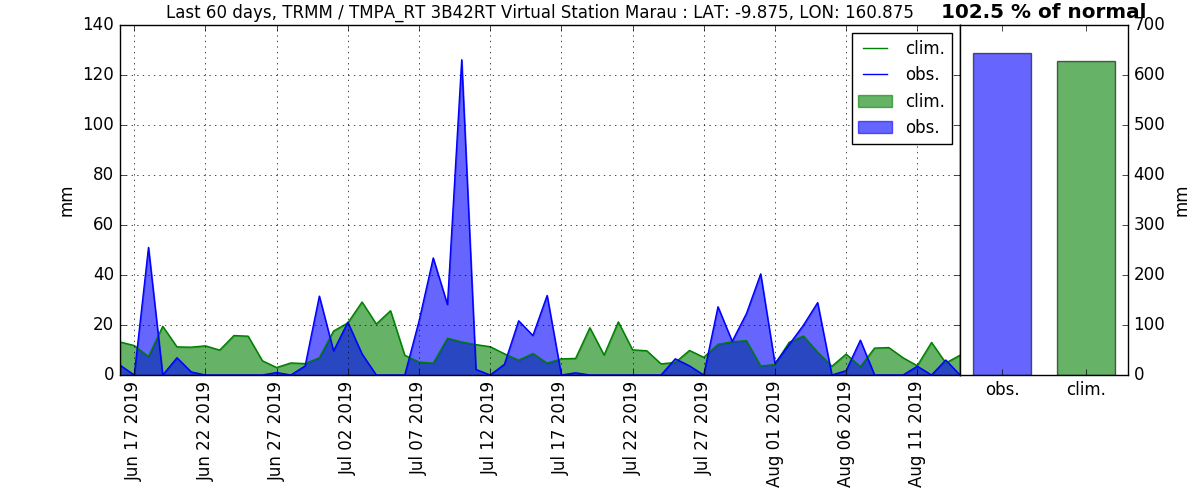 Last 60 days, TRMM / TMPA_RT 3B42RT Virtual Station Marau : LAT: -9.875, LON: 160.875
102.5 % of normal
140
120
100
80
60
40
20
0
mm
clim.
obs.
clim.
obs.
700
600
500
400
300
200
100
0
mm
Jun 17 2019
Jun 22 2019
Jun 27 2019
Jul 02 2019
Jul 07 2019
Jul 12 2019
Jul 17 2019
Jul 22 2019
Jul 27 2019
Aug 01 2019
Aug 06 2019
Aug 11 2019
obs.
clim.